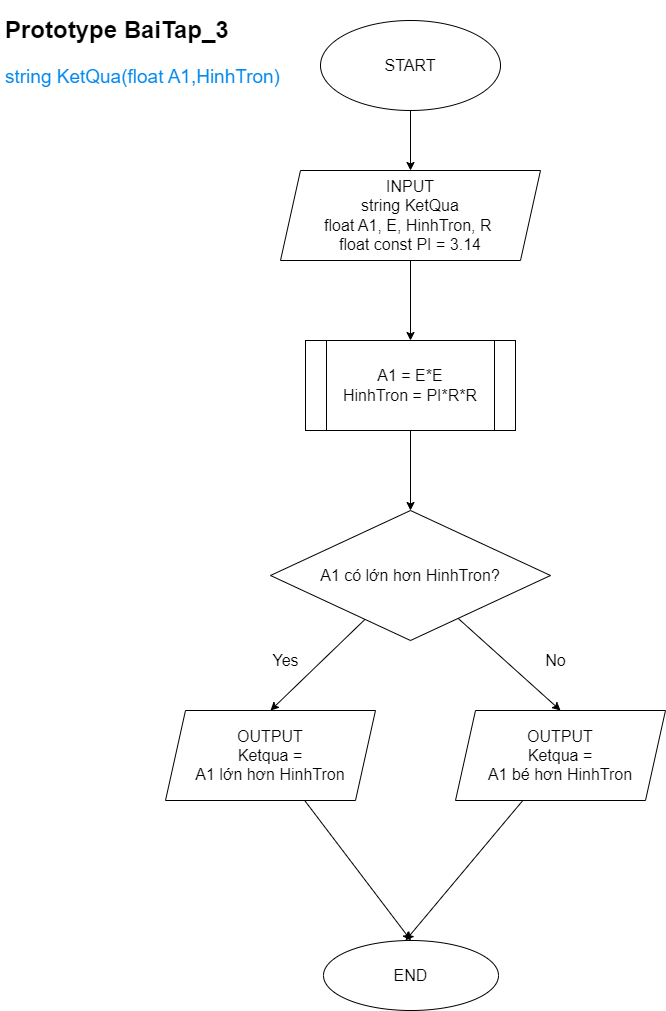 Prototype BaiTap_3
string KetQua(float A1,HinhTron)
START
INPUT
string KetQua
float A1, E, HinhTron, R
float const PI = 3.14
A1 = E*E
HinhTron = PI*R*R
A1 có lớn hơn HinhTron?
Yes
No
OUTPUT
Ketqua =
A1 lớn hơn HinhTron
OUTPUT
Ketqua =
A1 bé hơn HinhTron
END